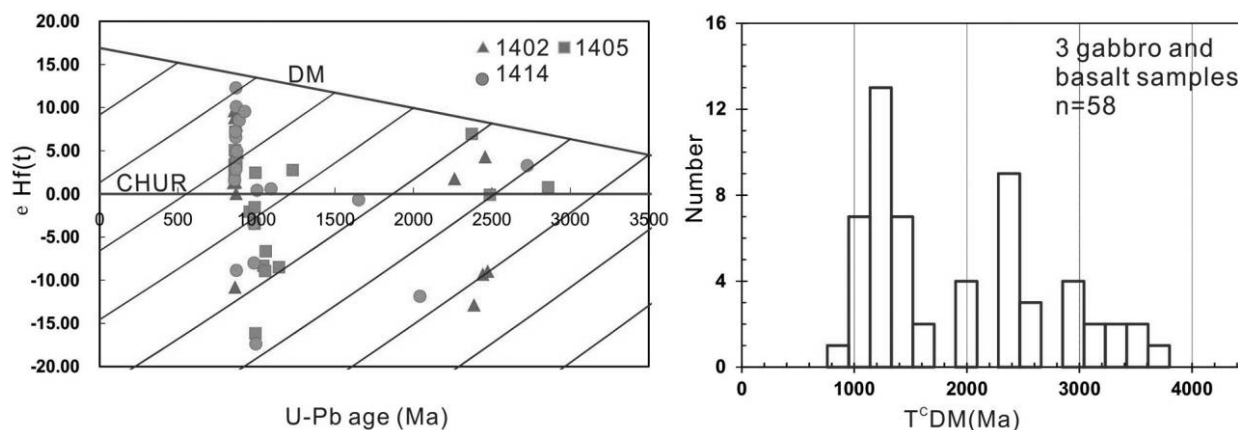 20.00
15.00
10.00
5.00
0.00
-5.00
-10.00
-15.00
-20.00
e Hf(t)
1402 1405
1414
DM
CHUR
0 500 1000 1500 2000 2500 3000 3500
U-Pb age (Ma)
16
12
8
4
0
Number
3 gabbro and
basalt samples
n=58
0 1000 2000 3000 4000
TᶜDM(Ma)